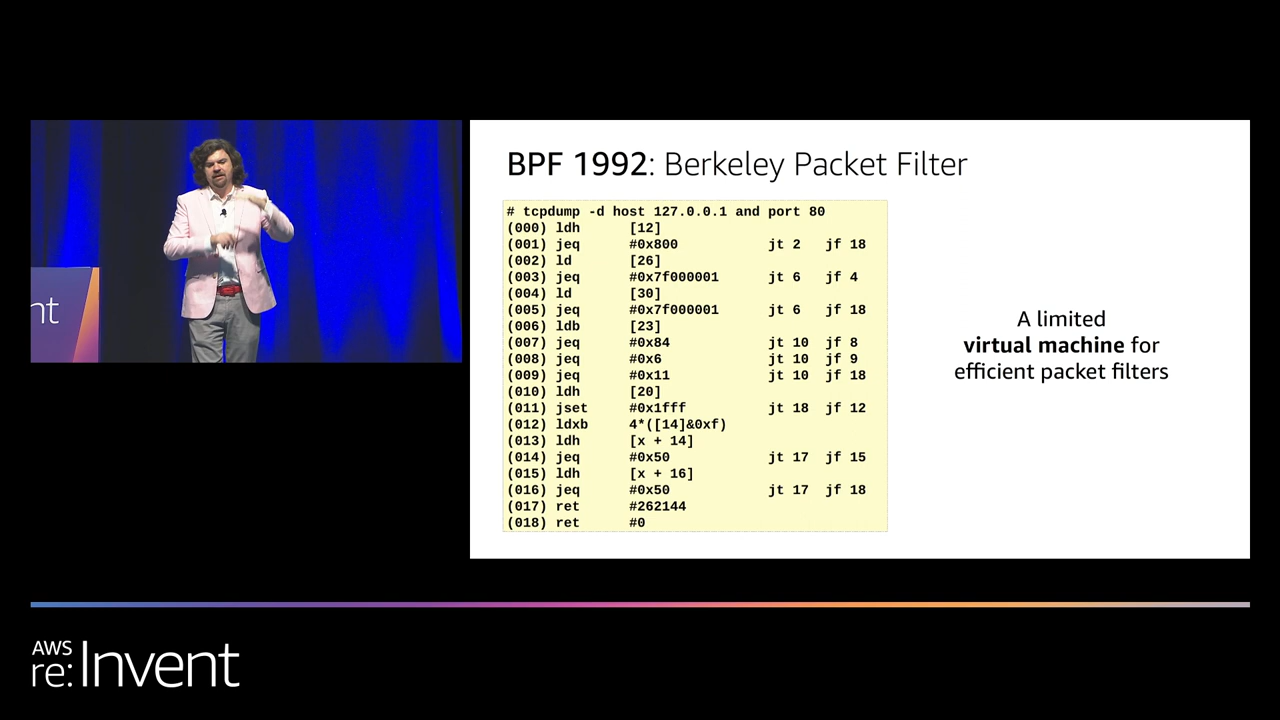 nt
BPF 1992: Berkeley Packet Filter
# tcpdump -d host 127.0.0.1 and port 80
(000) ldh [12]
(001) jeq #0x800 jt 2 jf 18
(002) ld [26]
(003) jeq #0x7f000001 jt 6 jf 4
(004) ld [30]
(005) jeq #0x7f000001 jt 6 jf 18
(006) ldb [23]
(007) jeq #0x84 jt 10 jf 8
(008) jeq #0x6 jt 10 jf 9
(009) jeq #0x11 jt 10 jf 18
(010) ldh [20]
(011) jset #0x1fff jt 18 jf 12
(012) ldxb 4*([14]&0xf)
(013) ldh [x + 14]
(014) jeq #0x50 jt 17 jf 15
(015) ldh [x + 16]
(016) jeq #0x50 jt 17 jf 18
(017) ret #262144
(018) ret #0
A limited
virtual machine for
efficient packet filters
AWS
re:Invent